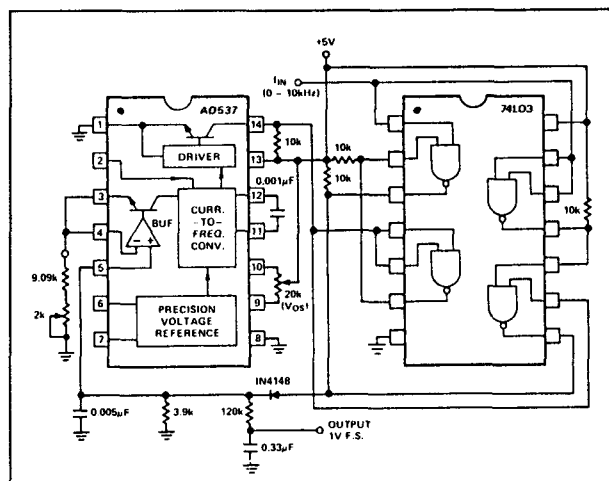 +5V
IIN
(0 – 10kHz)
AD537
74L03
1
14
DRIVER
10k
2
13
10k
10k
3
12
0.001µF
CURR.
-TO-
FREQ.
CONV.
BUF
4
11
10k
5
10
9.09k
20k
(VOS)
6
9
PRECISION
VOLTAGE
REFERENCE
2k
7
8
IN4148
0.005µF
3.9k
120k
OUTPUT
1V F.S.
0.33µF